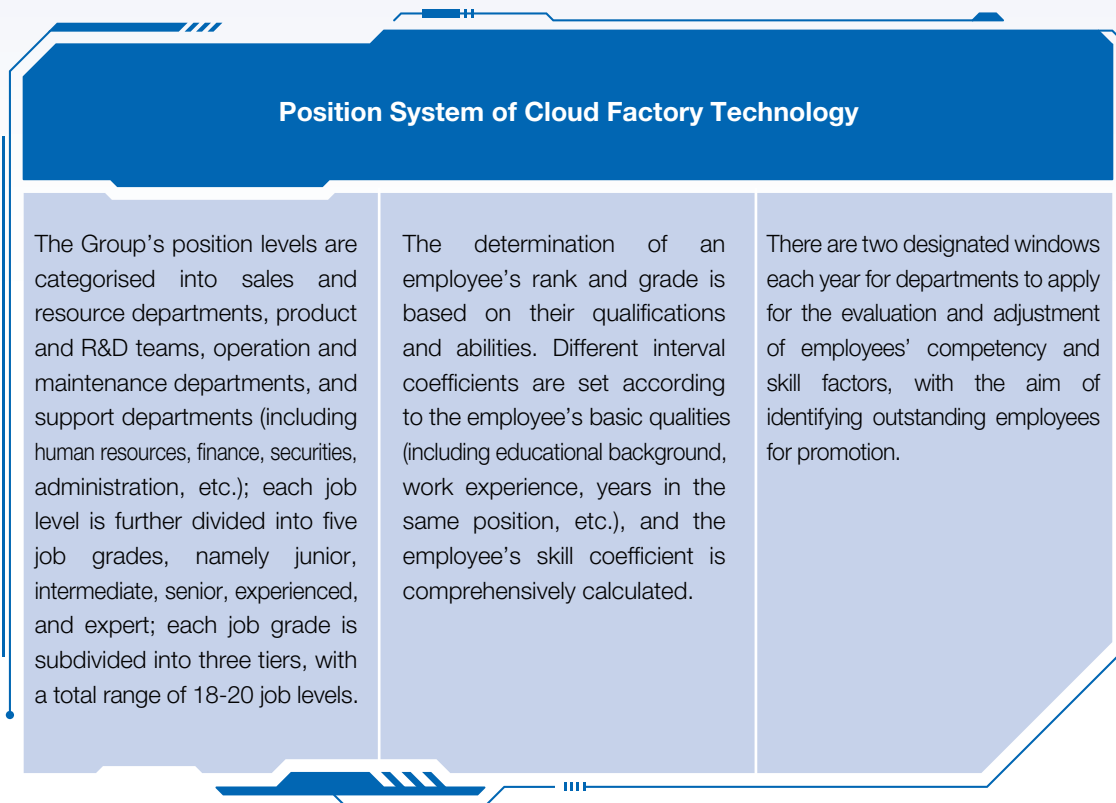 Position System of Cloud Factory Technology
The Group’s position levels are
categorised into sales and
resource departments, product
and R&D teams, operation and
maintenance departments, and
support departments (including
human resources, finance, securities,
administration, etc.); each job
level is further divided into five
job grades, namely junior,
intermediate, senior, experienced,
and expert; each job grade is
subdivided into three tiers, with
a total range of 18-20 job levels.
The determination of an
employee’s rank and grade is
based on their qualifications
and abilities. Different interval
coefficients are set according
to the employee’s basic qualities
(including educational background,
work experience, years in the
same position, etc.), and the
employee’s skill coefficient is
comprehensively calculated.
There are two designated windows
each year for departments to apply
for the evaluation and adjustment
of employees’ competency and
skill factors, with the aim of
identifying outstanding employees
for promotion.